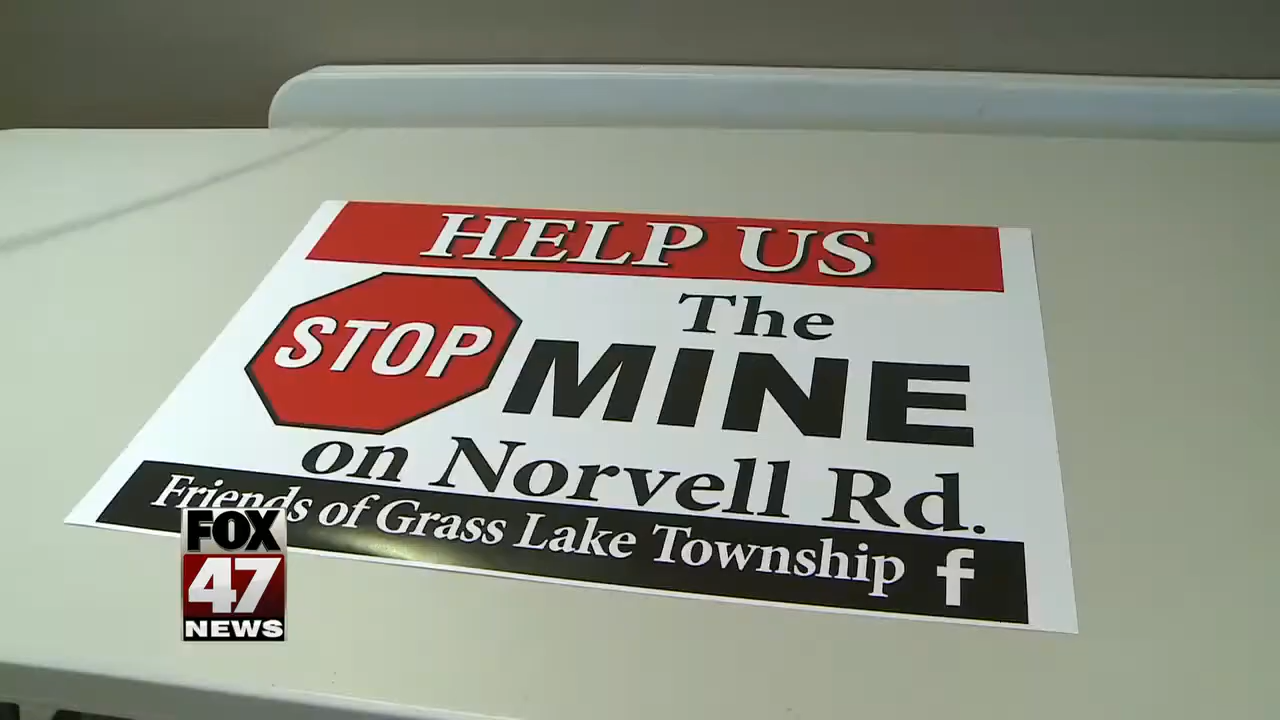 HELP US
STOP
The
MINE
on Norvell Rd.
Friends of Grass Lake Township f
FOX
47
NEWS